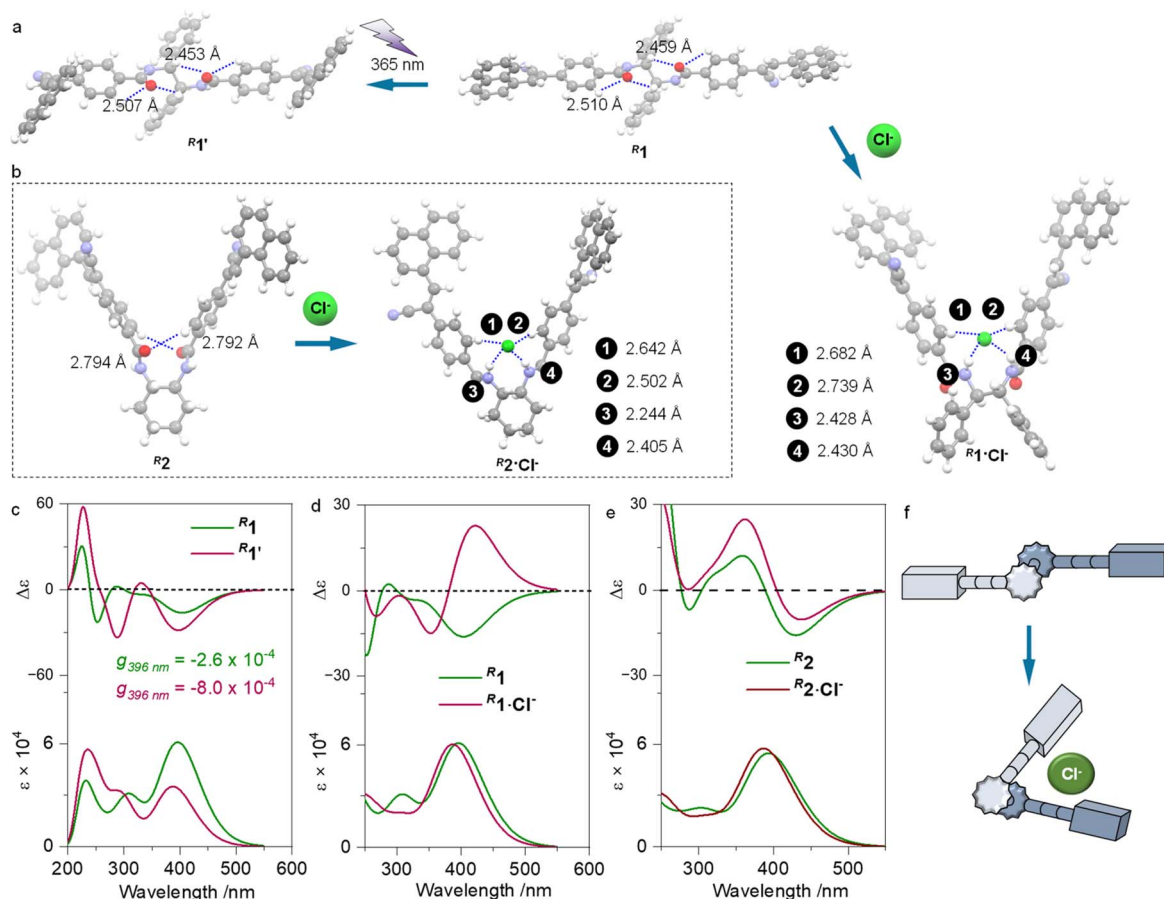 a
2.453 Å
2.507 Å
ᴿ1'
365 nm
2.459 Å
2.510 Å
ᴿ1
Cl⁻
b
2.794 Å
2.792 Å
ᴿ2
Cl⁻
1
2
3
4
ᴿ2·Cl⁻
1 2.642 Å
2 2.502 Å
3 2.244 Å
4 2.405 Å
1 2.682 Å
2 2.739 Å
3 2.428 Å
4 2.430 Å
1
2
3
4
ᴿ1·Cl⁻
c
60
0
−60
Δε
ᴿ1
ᴿ1'
g396 nm = -2.6 x 10⁻⁴
g396 nm = -8.0 x 10⁻⁴
6
0
ε × 10⁴
200 300 400 500 600
Wavelength /nm
d
30
0
−30
Δε
ᴿ1
ᴿ1·Cl⁻
6
0
ε × 10⁴
300 400 500 600
Wavelength /nm
e
30
0
−30
Δε
ᴿ2
ᴿ2·Cl⁻
6
0
ε × 10⁴
300 400 500
Wavelength /nm
f
Cl⁻